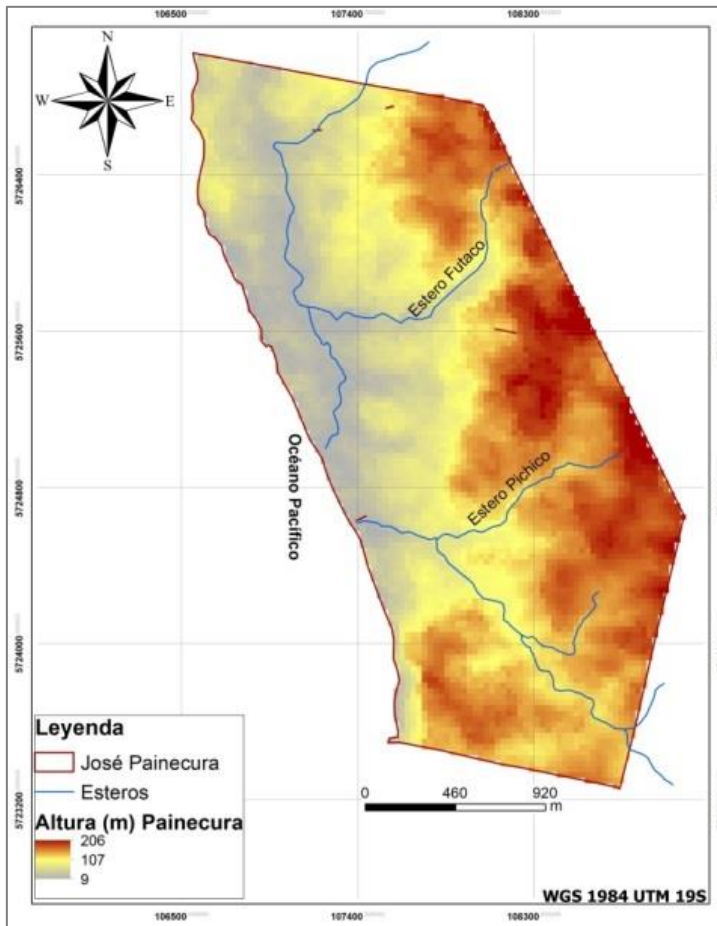 106500 107400 108300
N
W E
S
5726400
Estero Futaco
5725600
Océano Pacífico
5724800
Estero Pichico
5724000
Leyenda
José Painecura
Esteros
Altura (m) Painecura
206
107
9
0 460 920
m
5723200
WGS 1984 UTM 19S
106500 107400 108300